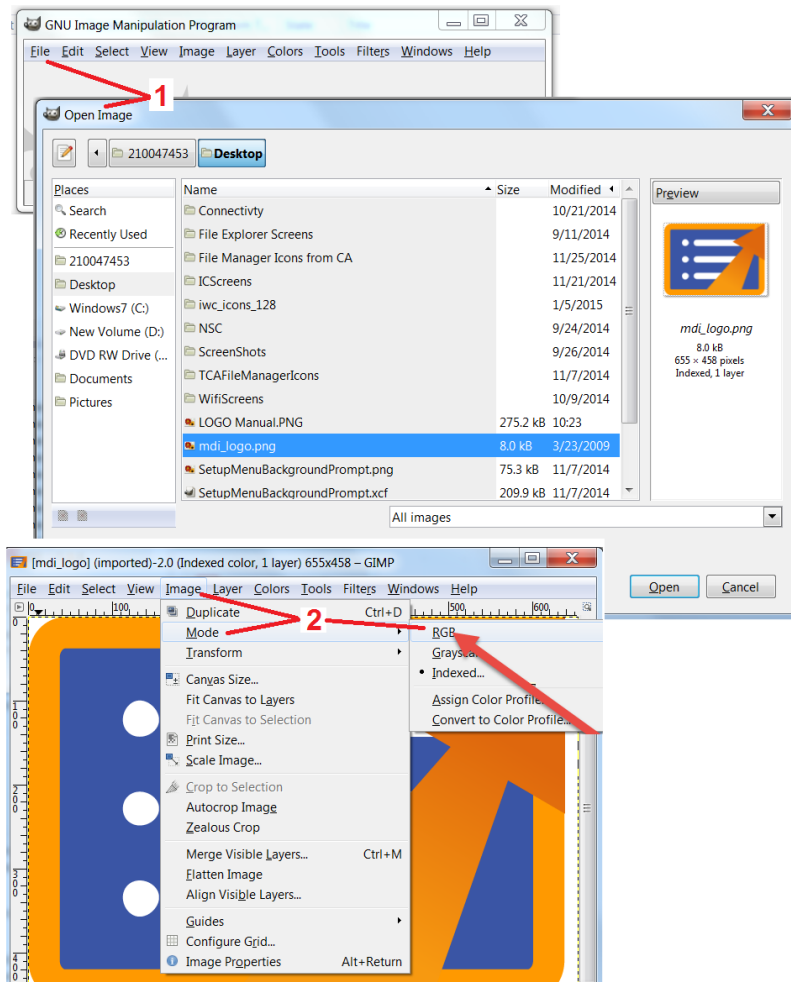 GNU Image Manipulation Program
File Edit Select View Image Layer Colors Tools Filters Windows Help
1
Open Image
210047453 Desktop
Places Name Size Modified Preview
Search Connectivty 10/21/2014
Recently Used File Explorer Screens 9/11/2014
210047453 File Manager Icons from CA 11/25/2014
Desktop ICScreens 11/21/2014
Windows7 (C:) iwc_icons_128 1/5/2015
New Volume (D:) NSC 9/24/2014 mdi_logo.png
DVD RW Drive (... ScreenShots 9/26/2014 8.0 kB
655 × 458 pixels
Documents TCAFileManagerIcons 11/7/2014 Indexed, 1 layer
Pictures WifiScreens 10/9/2014
LOGO Manual.PNG 275.2 kB 10:23
mdi_logo.png 8.0 kB 3/23/2009
SetupMenuBackgroundPrompt.png 75.3 kB 11/7/2014
SetupMenuBackgroundPrompt.xcf 209.9 kB 11/7/2014
All images
Open Cancel
[mdi_logo] (imported)-2.0 (Indexed color, 1 layer) 655x458 – GIMP
File Edit Select View Image Layer Colors Tools Filters Windows Help
0 100 500 600
Duplicate Ctrl+D
2
Mode RGB
Transform
Indexed...
Canvas Size...
Fit Canvas to Layers Assign Color Profile...
Fit Canvas to Selection Convert to Color Profile...
Print Size...
Scale Image...
Crop to Selection
Autocrop Image
Zealous Crop
Merge Visible Layers... Ctrl+M
Flatten Image
Align Visible Layers...
Guides
Configure Grid...
Image Properties Alt+Return
0
100
200
300